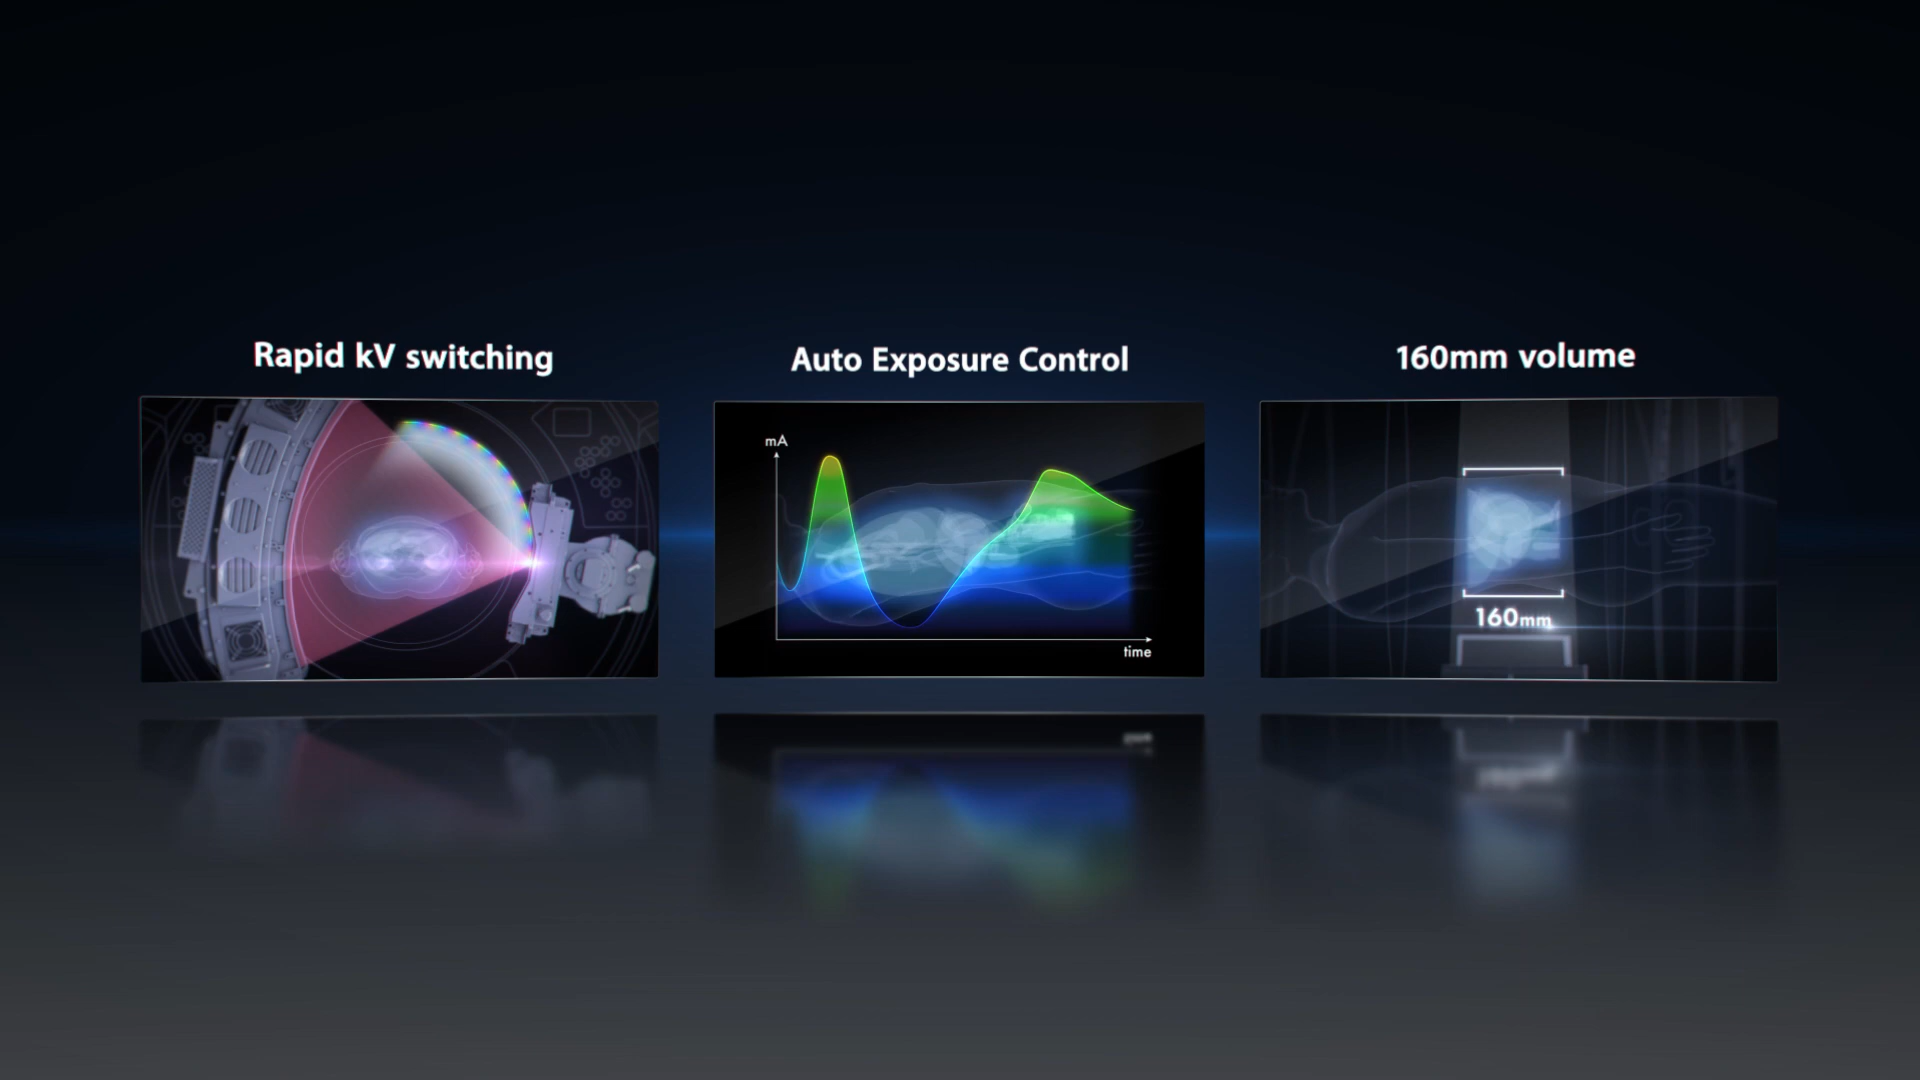 Rapid kV switching
Auto Exposure Control
160mm volume
mA
time
160mm